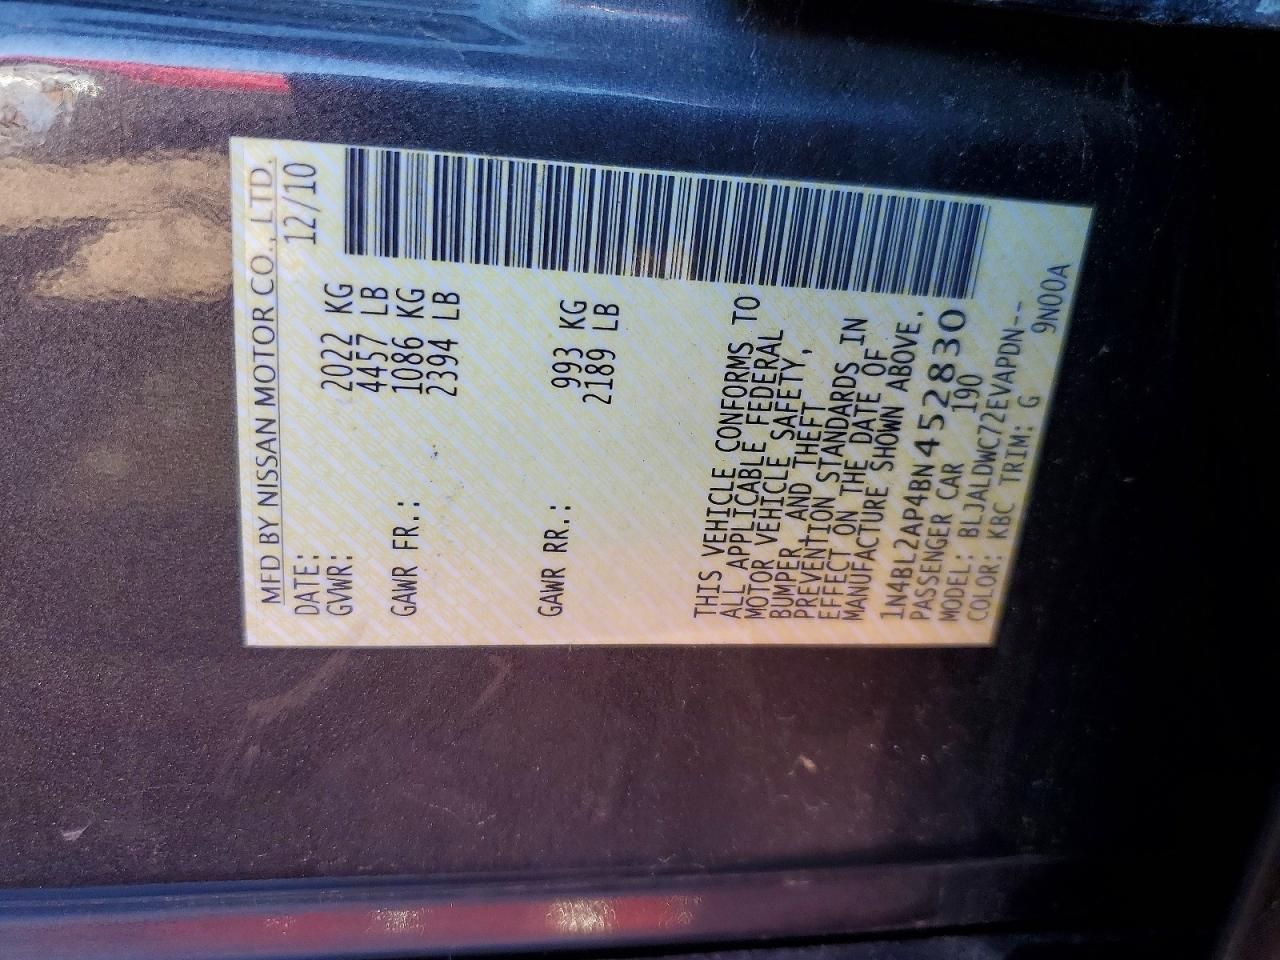 MFD BY NISSAN MOTOR CO., LTD.
DATE: 12/10
GVWR: 2022 KG
4457 LB
GAWR FR.: 1086 KG
2394 LB
GAWR RR.: 993 KG
2189 LB
THIS VEHICLE CONFORMS TO
ALL APPLICABLE FEDERAL
MOTOR VEHICLE SAFETY,
BUMPER, AND THEFT
PREVENTION STANDARDS IN
EFFECT ON THE DATE OF
MANUFACTURE SHOWN ABOVE.
1N4BL2AP4BN452830
PASSENGER CAR 190
MODEL: BLJALDWC72EVAPDN--
COLOR: KBC TRIM: G 9N00A